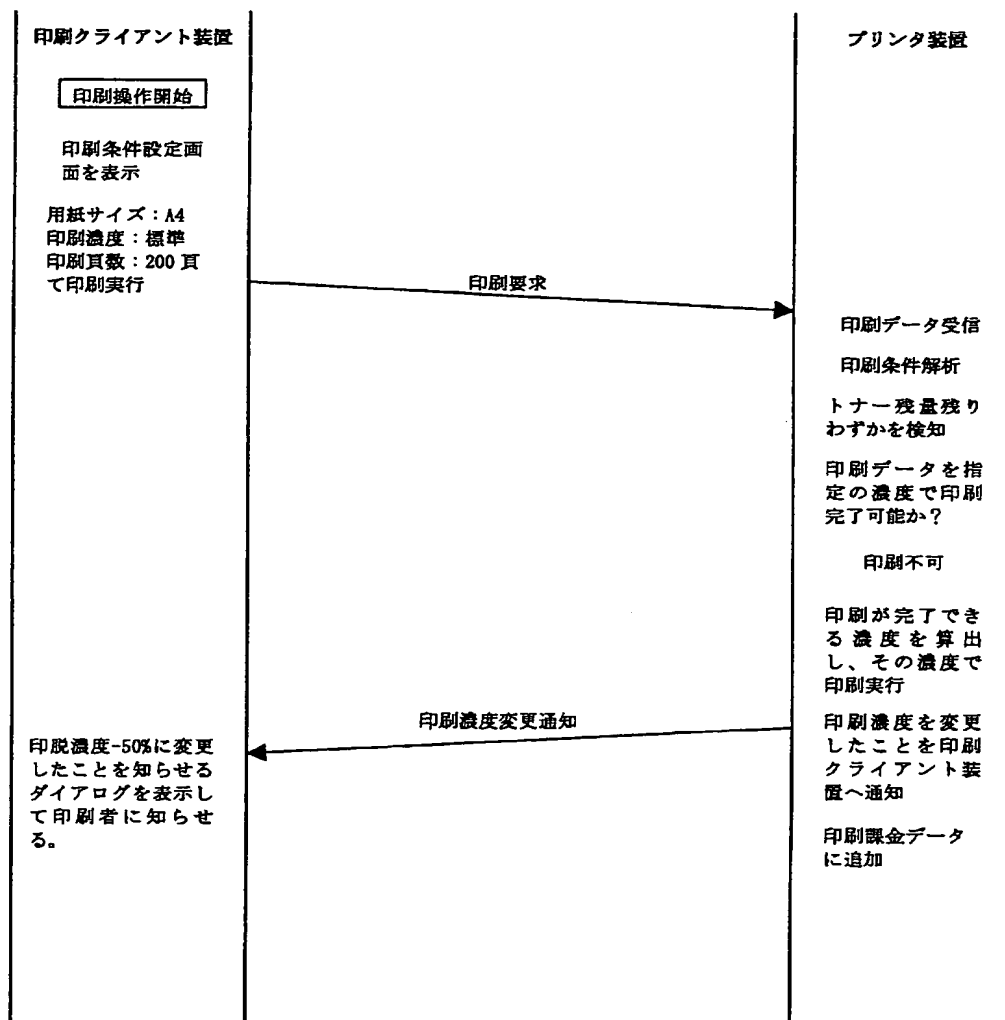 印刷クライアント装置
印刷操作開始
印刷条件設定画
面を表示
用紙サイズ：A4
印刷濃度：標準
印刷頁数：200 頁
て印刷実行
印刷要求
プリンタ装置
印刷データ受信
印刷条件解析
トナー残量残り
わずかを検知
印刷データを指
定の濃度で印刷
完了可能か？
印刷不可
印刷が完了でき
る濃度を算出
し、その濃度で
印刷実行
印刷濃度変更通知
印刷濃度を変更
したことを印刷
クライアント装
置へ通知
印刷課金データ
に追加
印脱濃度-50%に変更
したことを知らせる
ダイアログを表示し
て印刷者に知らせ
る。